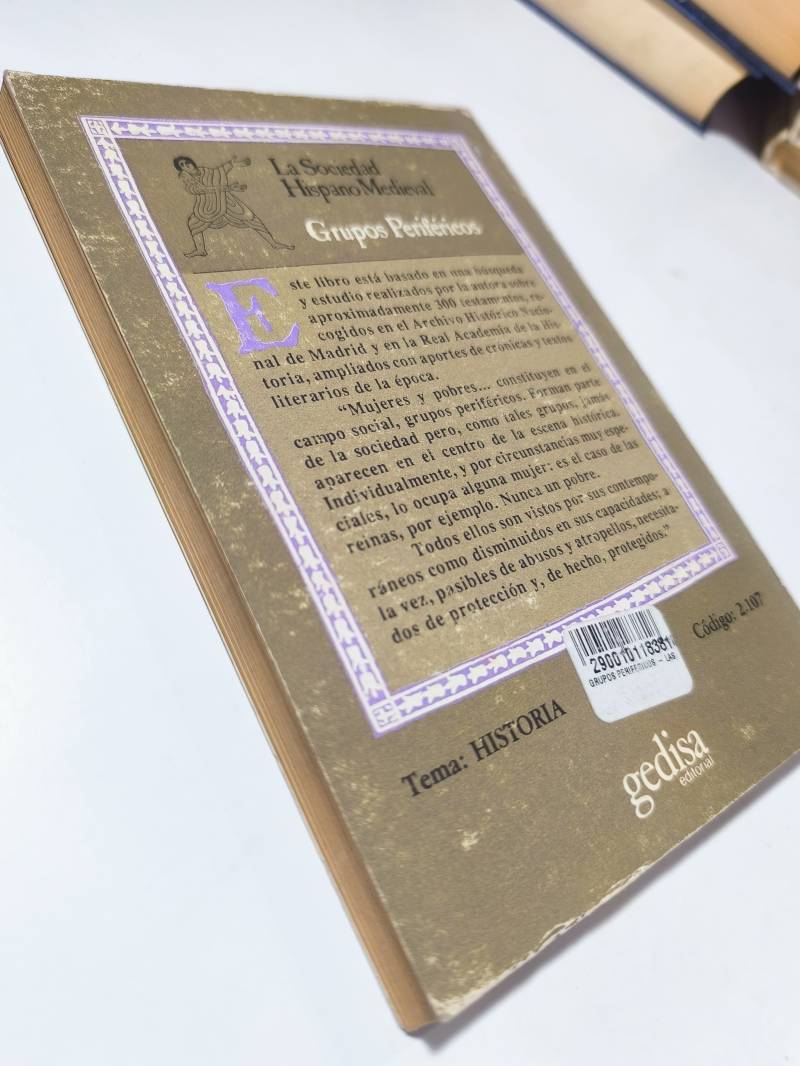 La Sociedad
Hispano Medieval
Grupos Periféricos
Este libro está basado en una búsqueda
y estudio realizados por la autora sobre
aproximadamente 300 testamentos, re-
cogidos en el Archivo Histórico Nacio-
nal de Madrid y en la Real Academia de la His-
toria, ampliados con aportes de crónicas y textos
literarios de la época.
“Mujeres y pobres... constituyen en el
campo social, grupos periféricos. Forman parte
de la sociedad pero, como tales grupos, jamás
aparecen en el centro de la escena histórica.
Individualmente, y por circunstancias muy espe-
ciales, lo ocupa alguna mujer: es el caso de las
reinas, por ejemplo. Nunca un pobre.
Todos ellos son vistos por sus contempo-
ráneos como disminuidos en sus capacidades; a
la vez, pasibles de abusos y atropellos, necesita-
dos de protección y, de hecho, protegidos.”
290010118381
GRUPOS PERIFERICOS - LAS
Código: 2.107
Tema: HISTORIA
gedisa
editorial